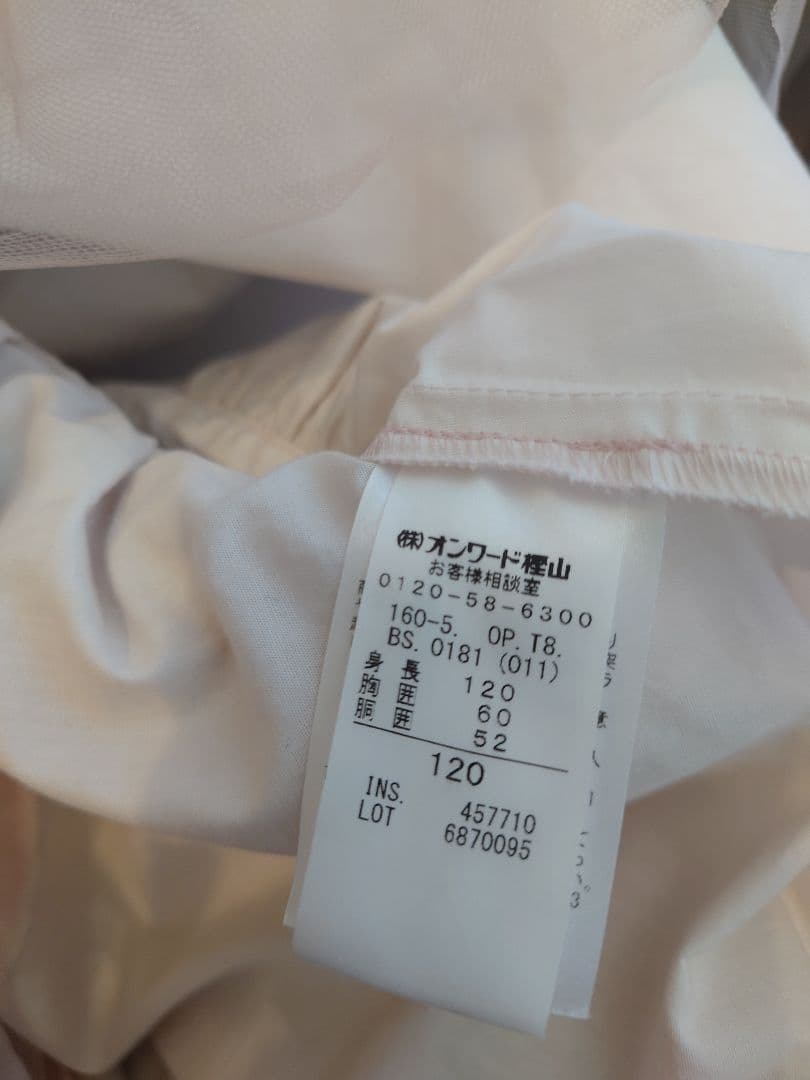 (株)オンワード樫山
お客様相談室
0120-58-6300
160-5. OP. T8.
BS. 0181 (011)
身長 120
胸囲 60
胴囲 52
120
INS. 457710
LOT 6870095